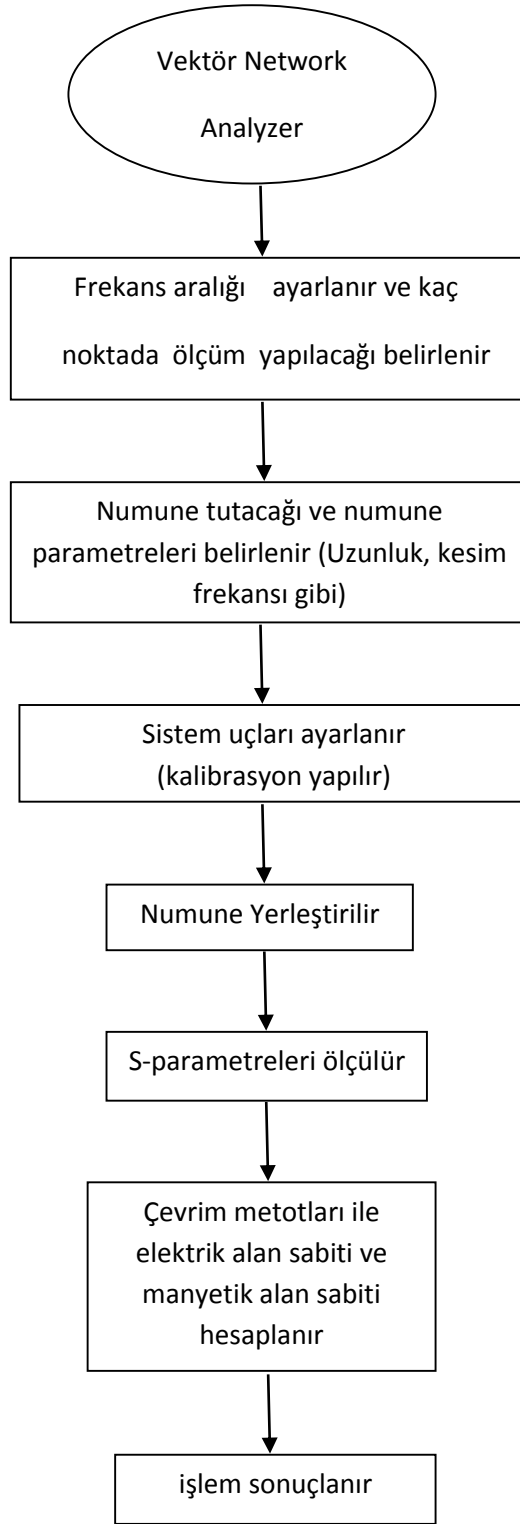 Vektör Network
Analyzer
Frekans aralığı ayarlanır ve kaç
noktada ölçüm yapılacağı belirlenir
Numune tutacağı ve numune
parametreleri belirlenir (Uzunluk, kesim
frekansı gibi)
Sistem uçları ayarlanır
(kalibrasyon yapılır)
Numune Yerleştirilir
S-parametreleri ölçülür
Çevrim metotları ile
elektrik alan sabiti ve
manyetik alan sabiti
hesaplanır
işlem sonuçlanır